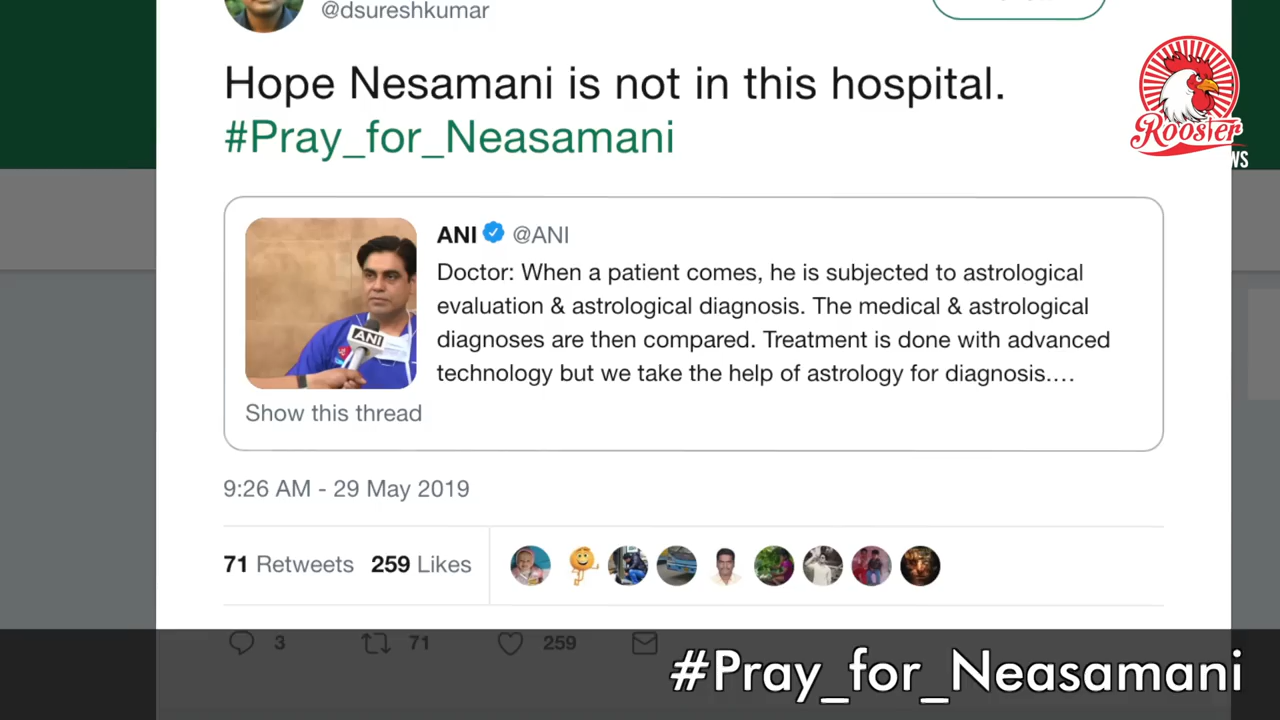 @dsureshkumar
Hope Nesamani is not in this hospital.
#Pray_for_Neasamani
Rooster
WS
ANI @ANI
Doctor: When a patient comes, he is subjected to astrological
evaluation & astrological diagnosis. The medical & astrological
diagnoses are then compared. Treatment is done with advanced
technology but we take the help of astrology for diagnosis....
ANI
Show this thread
9:26 AM - 29 May 2019
71 Retweets 259 Likes
3 71 259
#Pray_for_Neasamani